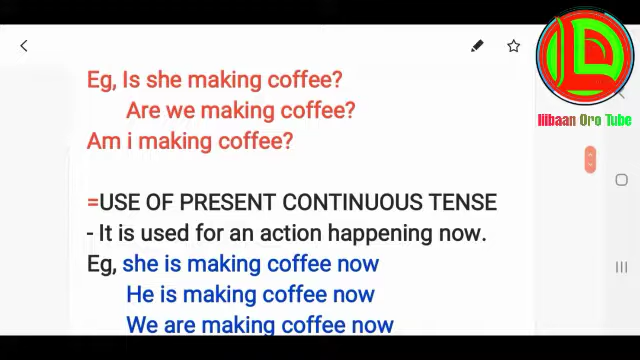 Eg, Is she making coffee?
Are we making coffee?
Am i making coffee?
=USE OF PRESENT CONTINUOUS TENSE
- It is used for an action happening now.
Eg, she is making coffee now
He is making coffee now
We are making coffee now
liibaan Oro Tube